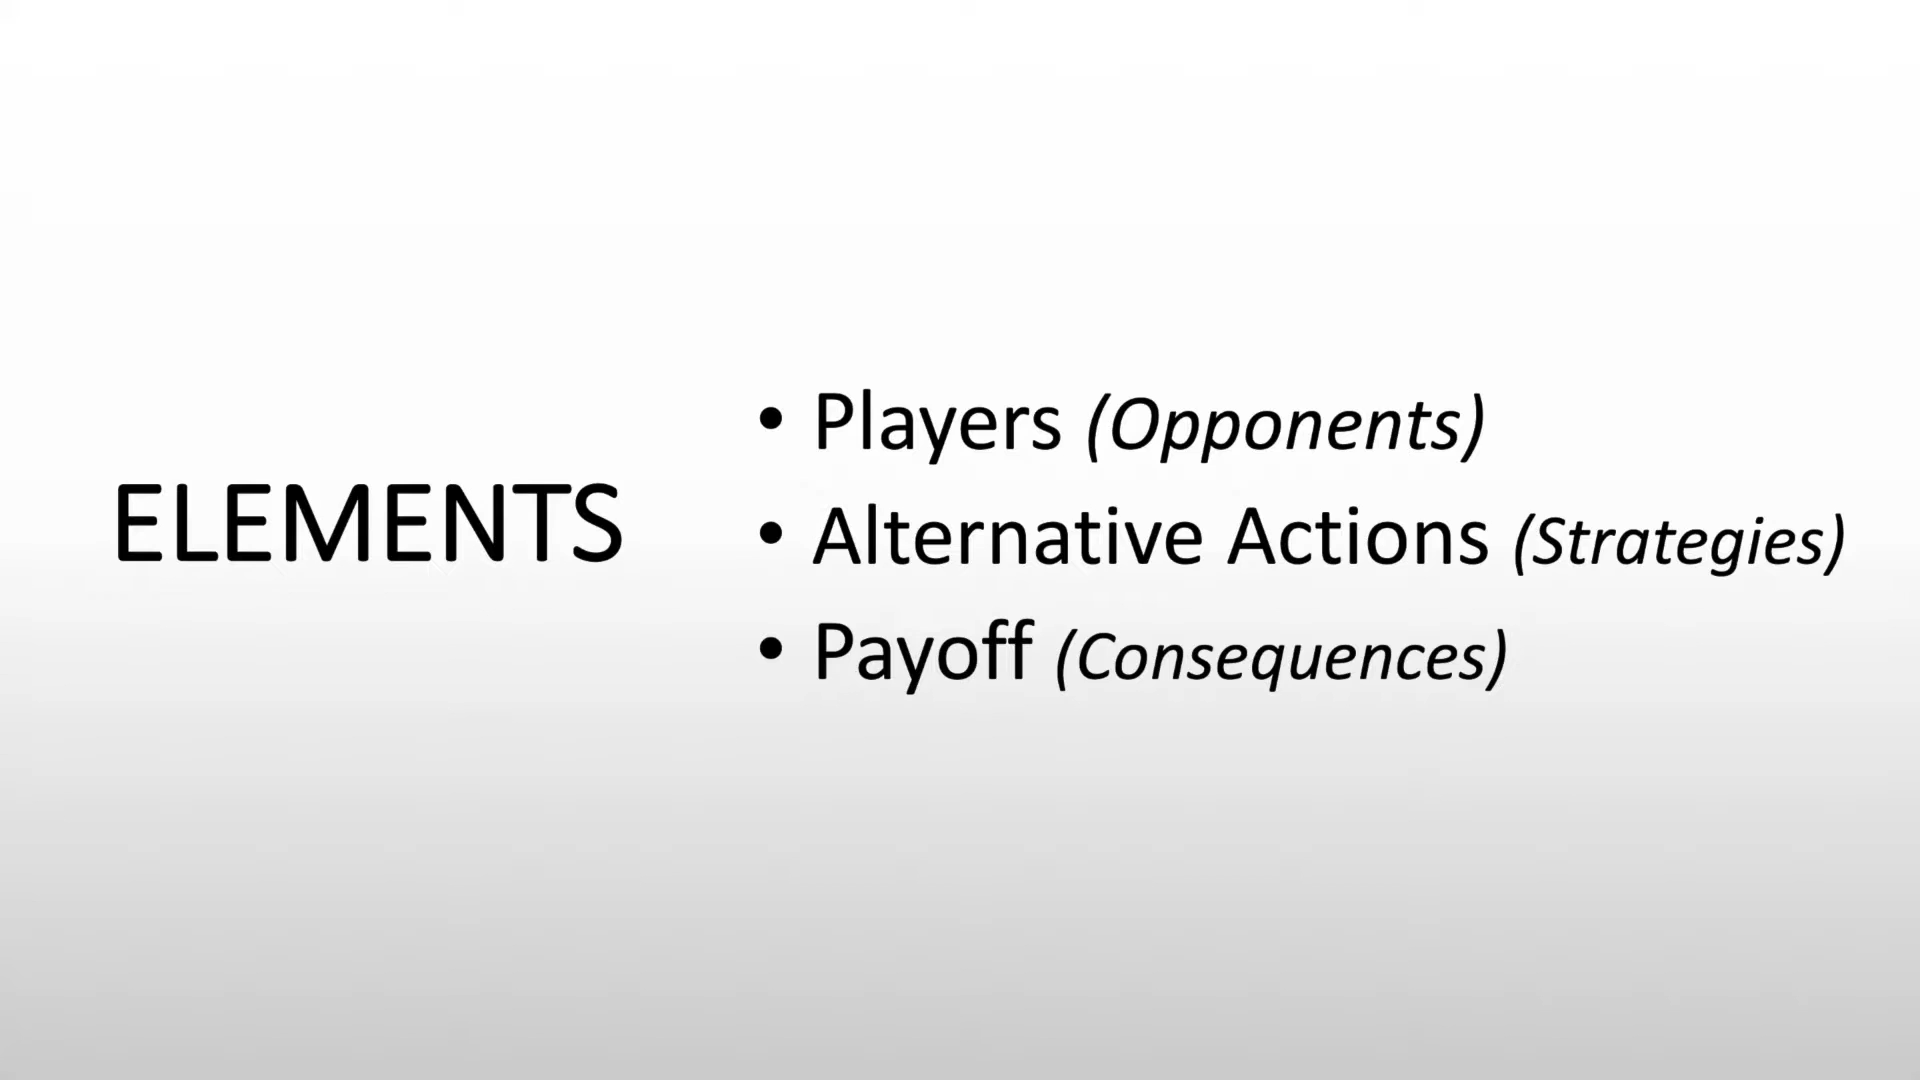 ELEMENTS
• Players (Opponents)
• Alternative Actions (Strategies)
• Payoff (Consequences)